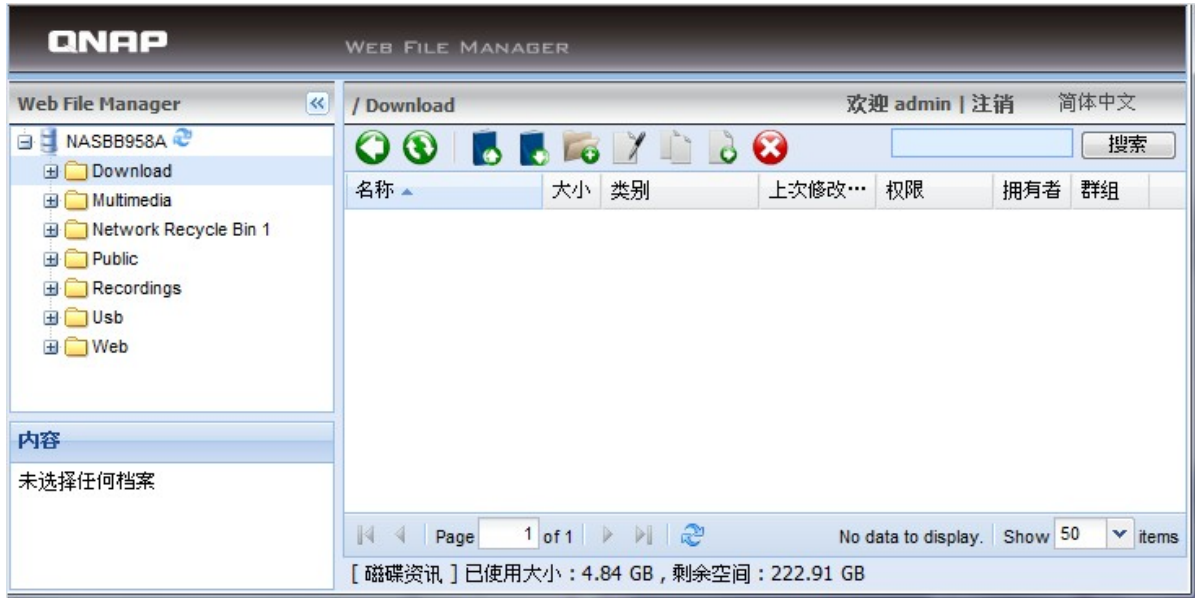 QNAP WEB FILE MANAGER
Web File Manager
NASBB958A
Download
Multimedia
Network Recycle Bin 1
Public
Recordings
Usb
Web
内容
未选择任何档案
/ Download 欢迎 admin | 注销 简体中文
搜索
名称 大小 类别 上次修改… 权限 拥有者 群组
Page 1 of 1 No data to display. Show 50 items
[ 磁碟资讯 ] 已使用大小 : 4.84 GB , 剩余空间 : 222.91 GB